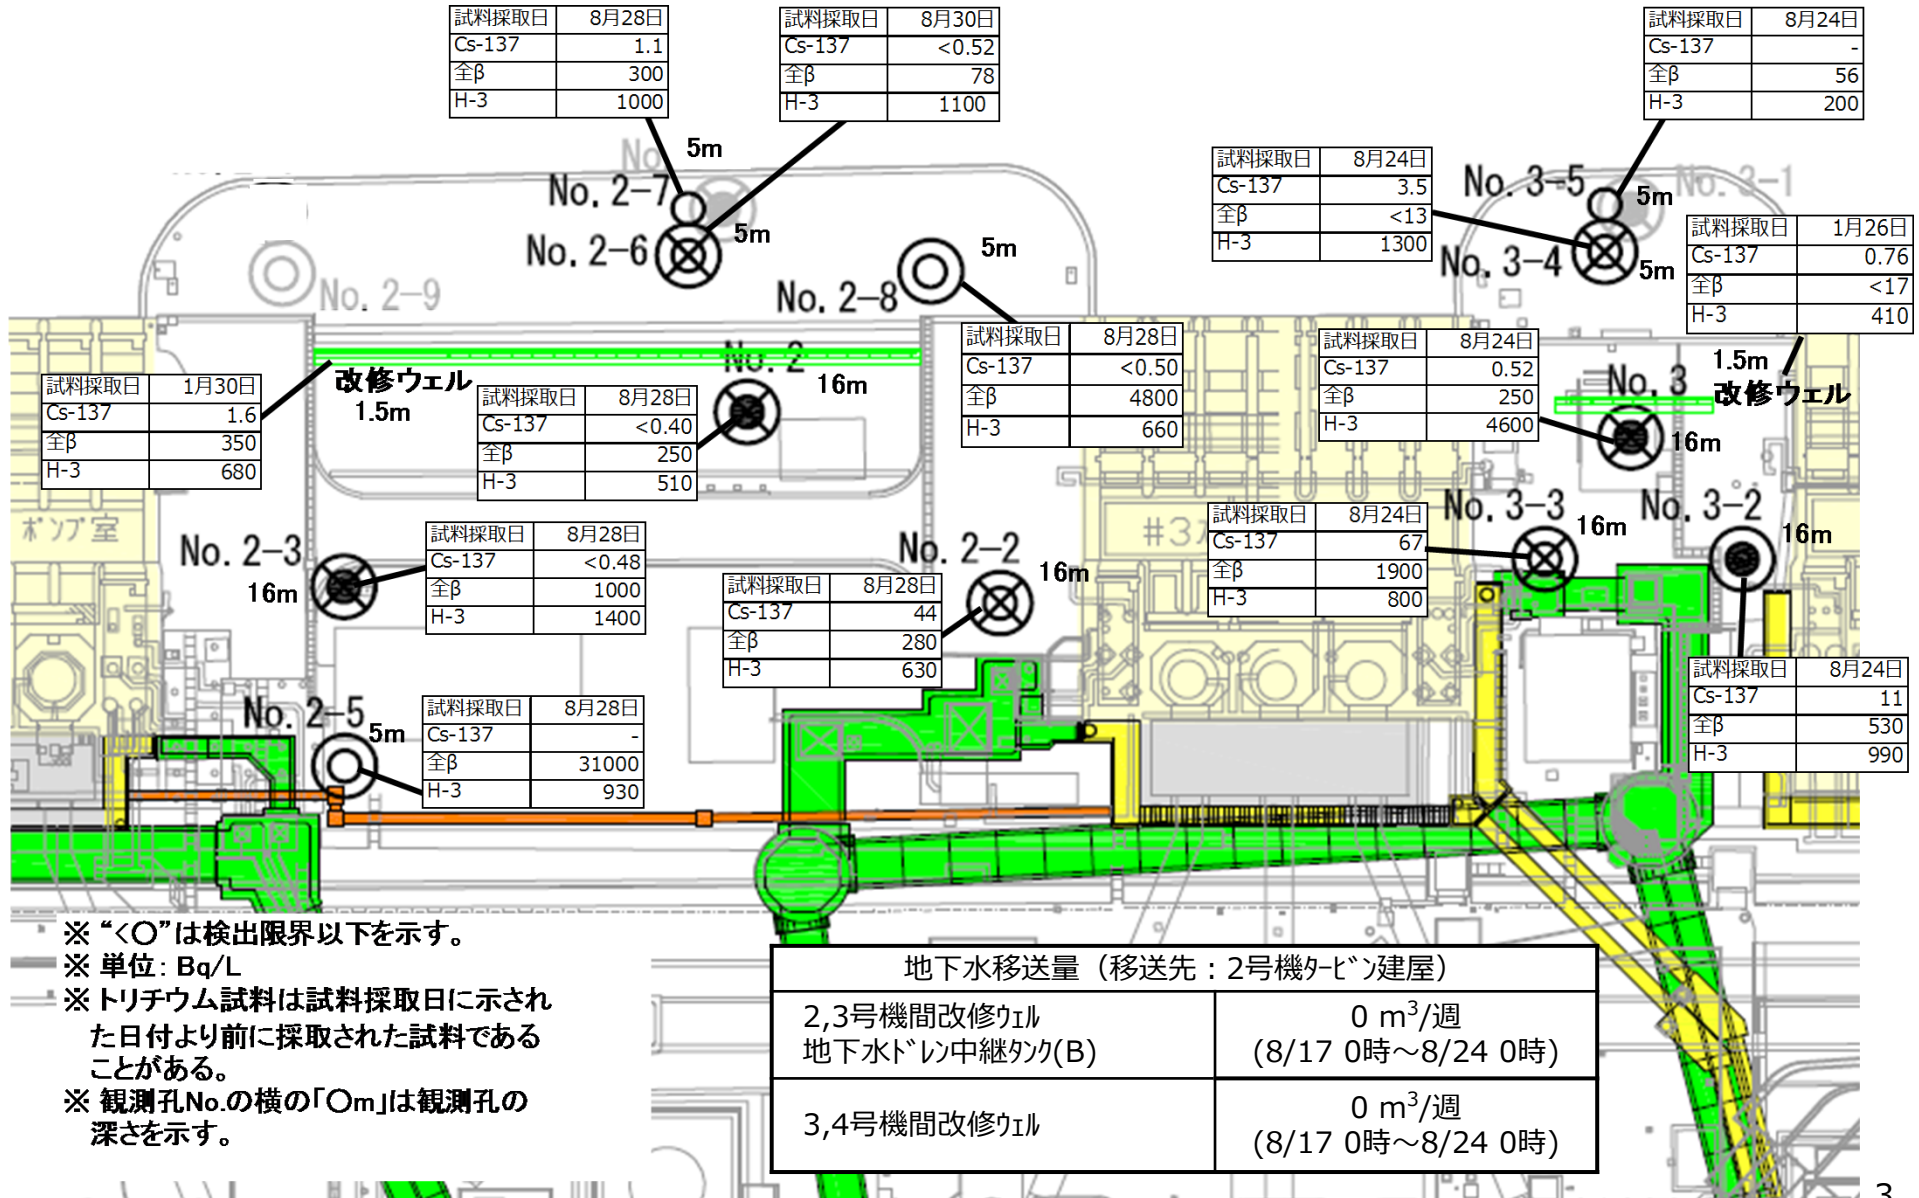 試料採取日 8月28日
Cs-137 1.1
全β 300
H-3 1000
試料採取日 8月30日
Cs-137 <0.52
全β 78
H-3 1100
試料採取日 8月24日
Cs-137 -
全β 56
H-3 200
No
5m
No. 2-7
5m
No. 2-6
試料採取日 8月24日
Cs-137 3.5
全β <13
H-3 1300
No. 3-5
5m
No. 3-1
No. 3-4
5m
試料採取日 1月26日
Cs-137 0.76
全β <17
H-3 410
No. 2-9
No. 2-8
5m
試料採取日 8月28日
Cs-137 <0.50
全β 4800
H-3 660
試料採取日 8月24日
Cs-137 0.52
全β 250
H-3 4600
1.5m
改修ウェル
No. 3
16m
試料採取日 1月30日
Cs-137 1.6
全β 350
H-3 680
改修ウェル
1.5m
No. 2
16m
試料採取日 8月28日
Cs-137 <0.40
全β 250
H-3 510
ポンプ室
No. 2-3
16m
試料採取日 8月28日
Cs-137 <0.48
全β 1000
H-3 1400
No. 2-2
16m
試料採取日 8月28日
Cs-137 44
全β 280
H-3 630
#3
試料採取日 8月24日
Cs-137 67
全β 1900
H-3 800
No. 3-3
16m
No. 3-2
16m
試料採取日 8月24日
Cs-137 11
全β 530
H-3 990
No. 2-5
5m
試料採取日 8月28日
Cs-137 -
全β 31000
H-3 930
※ “<○”は検出限界以下を示す。
※ 単位: Bq/L
※ トリチウム試料は試料採取日に示され
た日付より前に採取された試料である
ことがある。
※ 観測孔No.の横の「○m」は観測孔の
深さを示す。
地下水移送量（移送先：2号機ﾀｰﾋﾞﾝ建屋）
2,3号機間改修ｳｪﾙ
地下水ﾄﾞﾚﾝ中継ﾀﾝｸ(B)
0 m³/週
(8/17 0時～8/24 0時)
3,4号機間改修ｳｪﾙ
0 m³/週
(8/17 0時～8/24 0時)
3